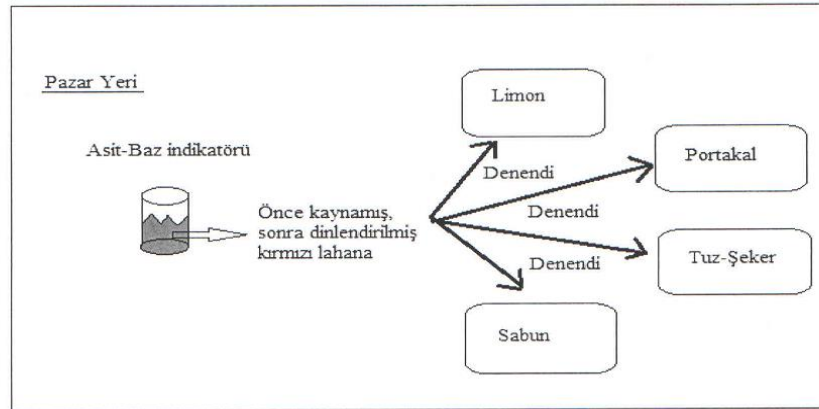 Pazar Yeri
Asit-Baz indikatörü
Önce kaynamış,
sonra dinlendirilmiş
kırmızı lahana
Limon
Denendi
Portakal
Denendi
Tuz-Şeker
Denendi
Sabun